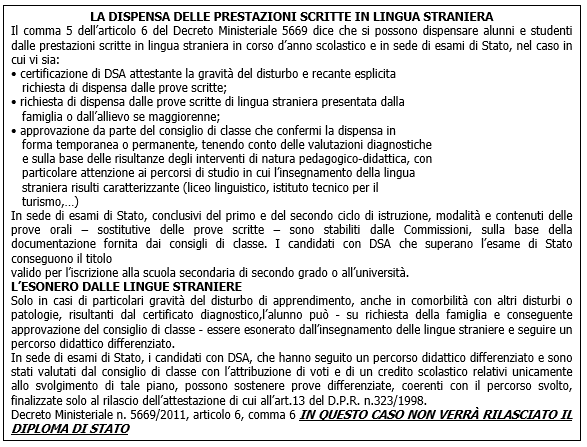 LA DISPENSA DELLE PRESTAZIONI SCRITTE IN LINGUA STRANIERA
Il comma 5 dell'articolo 6 del Decreto Ministeriale 5669 dice che si possono dispensare alunni e studenti
dalle prestazioni scritte in lingua straniera in corso d'anno scolastico e in sede di esami di Stato, nel caso in
cui vi sia:
• certificazione di DSA attestante la gravità del disturbo e recante esplicita
richiesta di dispensa dalle prove scritte;
• richiesta di dispensa dalle prove scritte di lingua straniera presentata dalla
famiglia o dall'allievo se maggiorenne;
• approvazione da parte del consiglio di classe che confermi la dispensa in
forma temporanea o permanente, tenendo conto delle valutazioni diagnostiche
e sulla base delle risultanze degli interventi di natura pedagogico-didattica, con
particolare attenzione ai percorsi di studio in cui l'insegnamento della lingua
straniera risulti caratterizzante (liceo linguistico, istituto tecnico per il
turismo,…)
In sede di esami di Stato, conclusivi del primo e del secondo ciclo di istruzione, modalità e contenuti delle
prove orali – sostitutive delle prove scritte – sono stabiliti dalle Commissioni, sulla base della
documentazione fornita dai consigli di classe. I candidati con DSA che superano l'esame di Stato
conseguono il titolo
valido per l'iscrizione alla scuola secondaria di secondo grado o all'università.
L'ESONERO DALLE LINGUE STRANIERE
Solo in casi di particolari gravità del disturbo di apprendimento, anche in comorbilità con altri disturbi o
patologie, risultanti dal certificato diagnostico,l'alunno può - su richiesta della famiglia e conseguente
approvazione del consiglio di classe - essere esonerato dall'insegnamento delle lingue straniere e seguire un
percorso didattico differenziato.
In sede di esami di Stato, i candidati con DSA, che hanno seguito un percorso didattico differenziato e sono
stati valutati dal consiglio di classe con l'attribuzione di voti e di un credito scolastico relativi unicamente
allo svolgimento di tale piano, possono sostenere prove differenziate, coerenti con il percorso svolto,
finalizzate solo al rilascio dell'attestazione di cui all'art.13 del D.P.R. n.323/1998.
Decreto Ministeriale n. 5669/2011, articolo 6, comma 6 IN QUESTO CASO NON VERRÀ RILASCIATO IL
DIPLOMA DI STATO